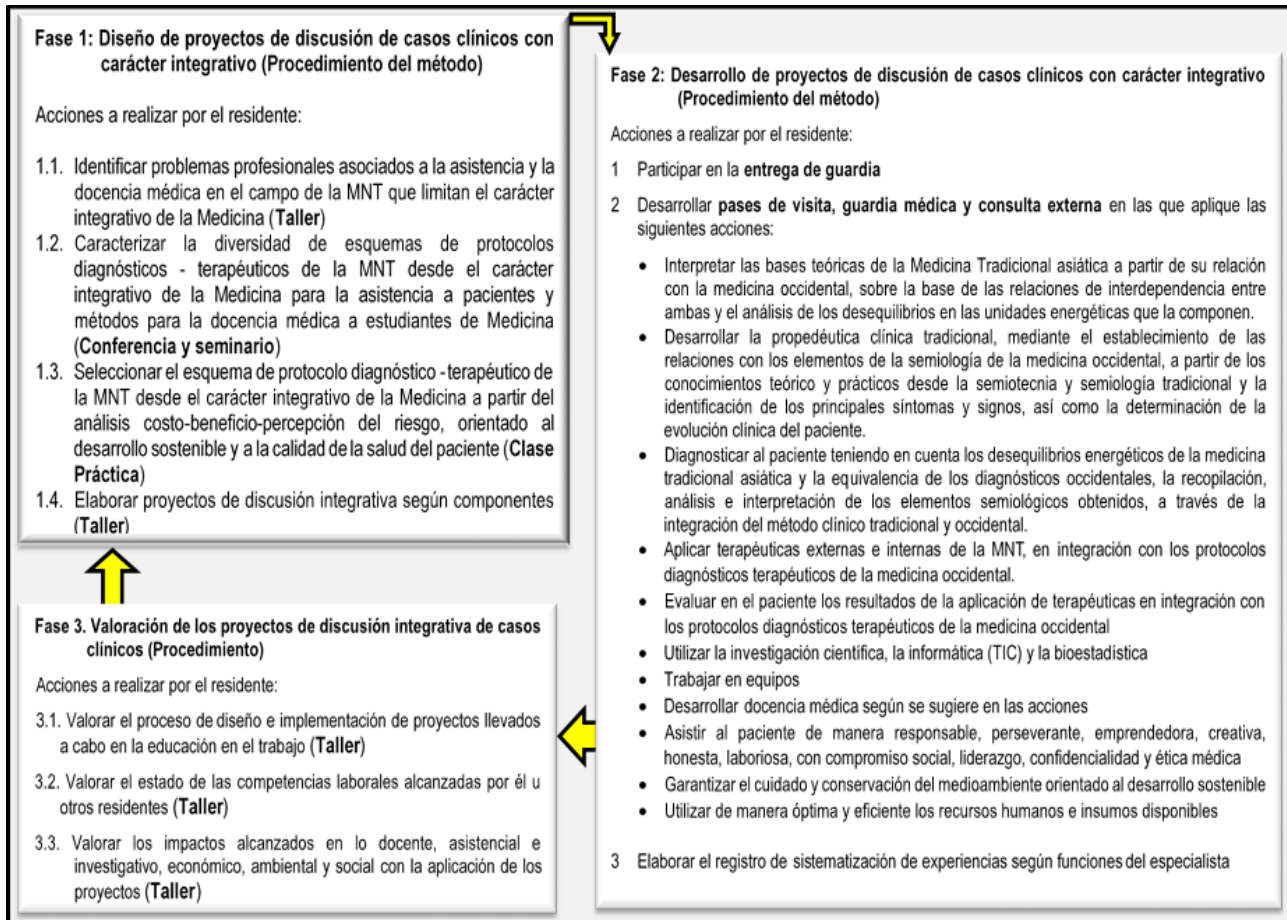 Fase 1: Diseño de proyectos de discusión de casos clínicos con
carácter integrativo (Procedimiento del método)
Acciones a realizar por el residente:
1.1. Identificar problemas profesionales asociados a la asistencia y la
docencia médica en el campo de la MNT que limitan el carácter
integrativo de la Medicina (Taller)
1.2. Caracterizar la diversidad de esquemas de protocolos
diagnósticos - terapéuticos de la MNT desde el carácter
integrativo de la Medicina para la asistencia a pacientes y
métodos para la docencia médica a estudiantes de Medicina
(Conferencia y seminario)
1.3. Seleccionar el esquema de protocolo diagnóstico - terapéutico de
la MNT desde el carácter integrativo de la Medicina a partir del
análisis costo-beneficio-percepción del riesgo, orientado al
desarrollo sostenible y a la calidad de la salud del paciente (Clase
Práctica)
1.4. Elaborar proyectos de discusión integrativa según componentes
(Taller)
Fase 2: Desarrollo de proyectos de discusión de casos clínicos con carácter integrativo
(Procedimiento del método)
Acciones a realizar por el residente:
1 Participar en la entrega de guardia
2 Desarrollar pases de visita, guardia médica y consulta externa en las que aplique las
siguientes acciones:
• Interpretar las bases teóricas de la Medicina Tradicional asiática a partir de su relación
con la medicina occidental, sobre la base de las relaciones de interdependencia entre
ambas y el análisis de los desequilibrios en las unidades energéticas que la componen.
• Desarrollar la propedéutica clínica tradicional, mediante el establecimiento de las
relaciones con los elementos de la semiología de la medicina occidental, a partir de los
conocimientos teórico y prácticos desde la semiotecnia y semiología tradicional y la
identificación de los principales síntomas y signos, así como la determinación de la
evolución clínica del paciente.
• Diagnosticar al paciente teniendo en cuenta los desequilibrios energéticos de la medicina
tradicional asiática y la equivalencia de los diagnósticos occidentales, la recopilación,
análisis e interpretación de los elementos semiológicos obtenidos, a través de la
integración del método clínico tradicional y occidental.
• Aplicar terapéuticas externas e internas de la MNT, en integración con los protocolos
diagnósticos terapéuticos de la medicina occidental.
• Evaluar en el paciente los resultados de la aplicación de terapéuticas en integración con
los protocolos diagnósticos terapéuticos de la medicina occidental
• Utilizar la investigación científica, la informática (TIC) y la bioestadística
• Trabajar en equipos
• Desarrollar docencia médica según se sugiere en las acciones
• Asistir al paciente de manera responsable, perseverante, emprendedora, creativa,
honesta, laboriosa, con compromiso social, liderazgo, confidencialidad y ética médica
• Garantizar el cuidado y conservación del medioambiente orientado al desarrollo sostenible
• Utilizar de manera óptima y eficiente los recursos humanos e insumos disponibles
3 Elaborar el registro de sistematización de experiencias según funciones del especialista
Fase 3. Valoración de los proyectos de discusión integrativa de casos
clínicos (Procedimiento)
Acciones a realizar por el residente:
3.1. Valorar el proceso de diseño e implementación de proyectos llevados
a cabo en la educación en el trabajo (Taller)
3.2. Valorar el estado de las competencias laborales alcanzadas por él u
otros residentes (Taller)
3.3. Valorar los impactos alcanzados en lo docente, asistencial e
investigativo, económico, ambiental y social con la aplicación de los
proyectos (Taller)